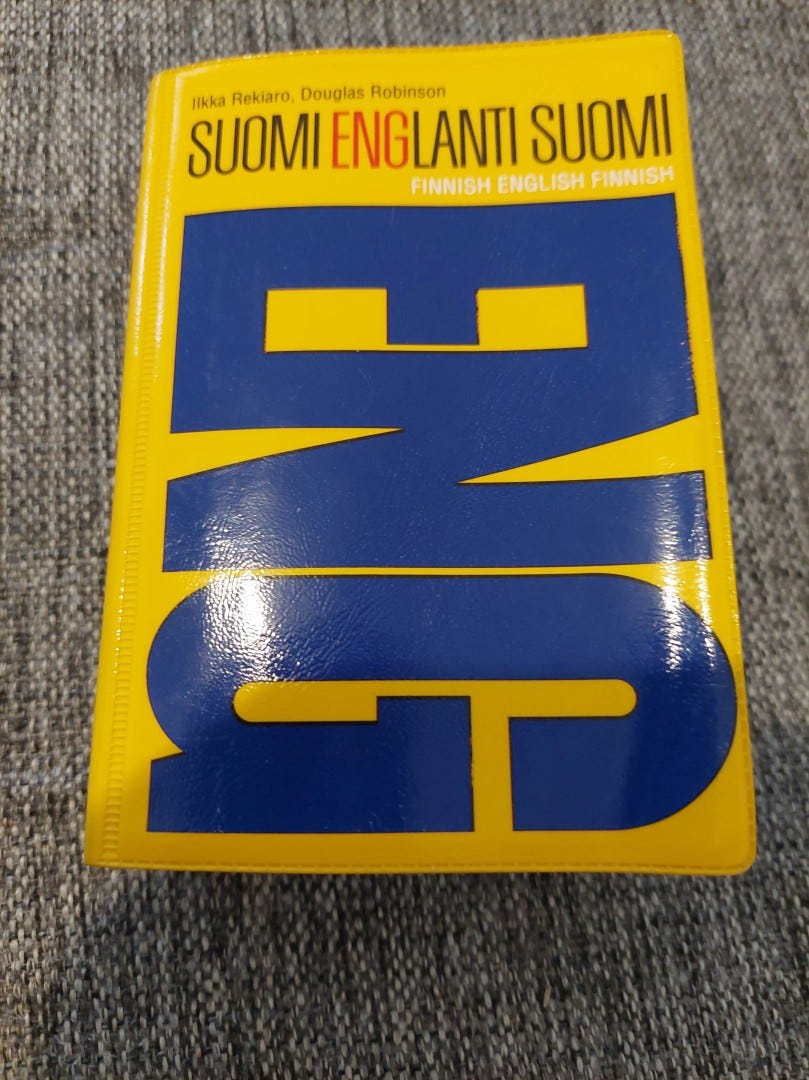 Ilkka Rekiaro, Douglas Robinson
SUOMI ENGLANTI SUOMI
FINNISH ENGLISH FINNISH
ENG